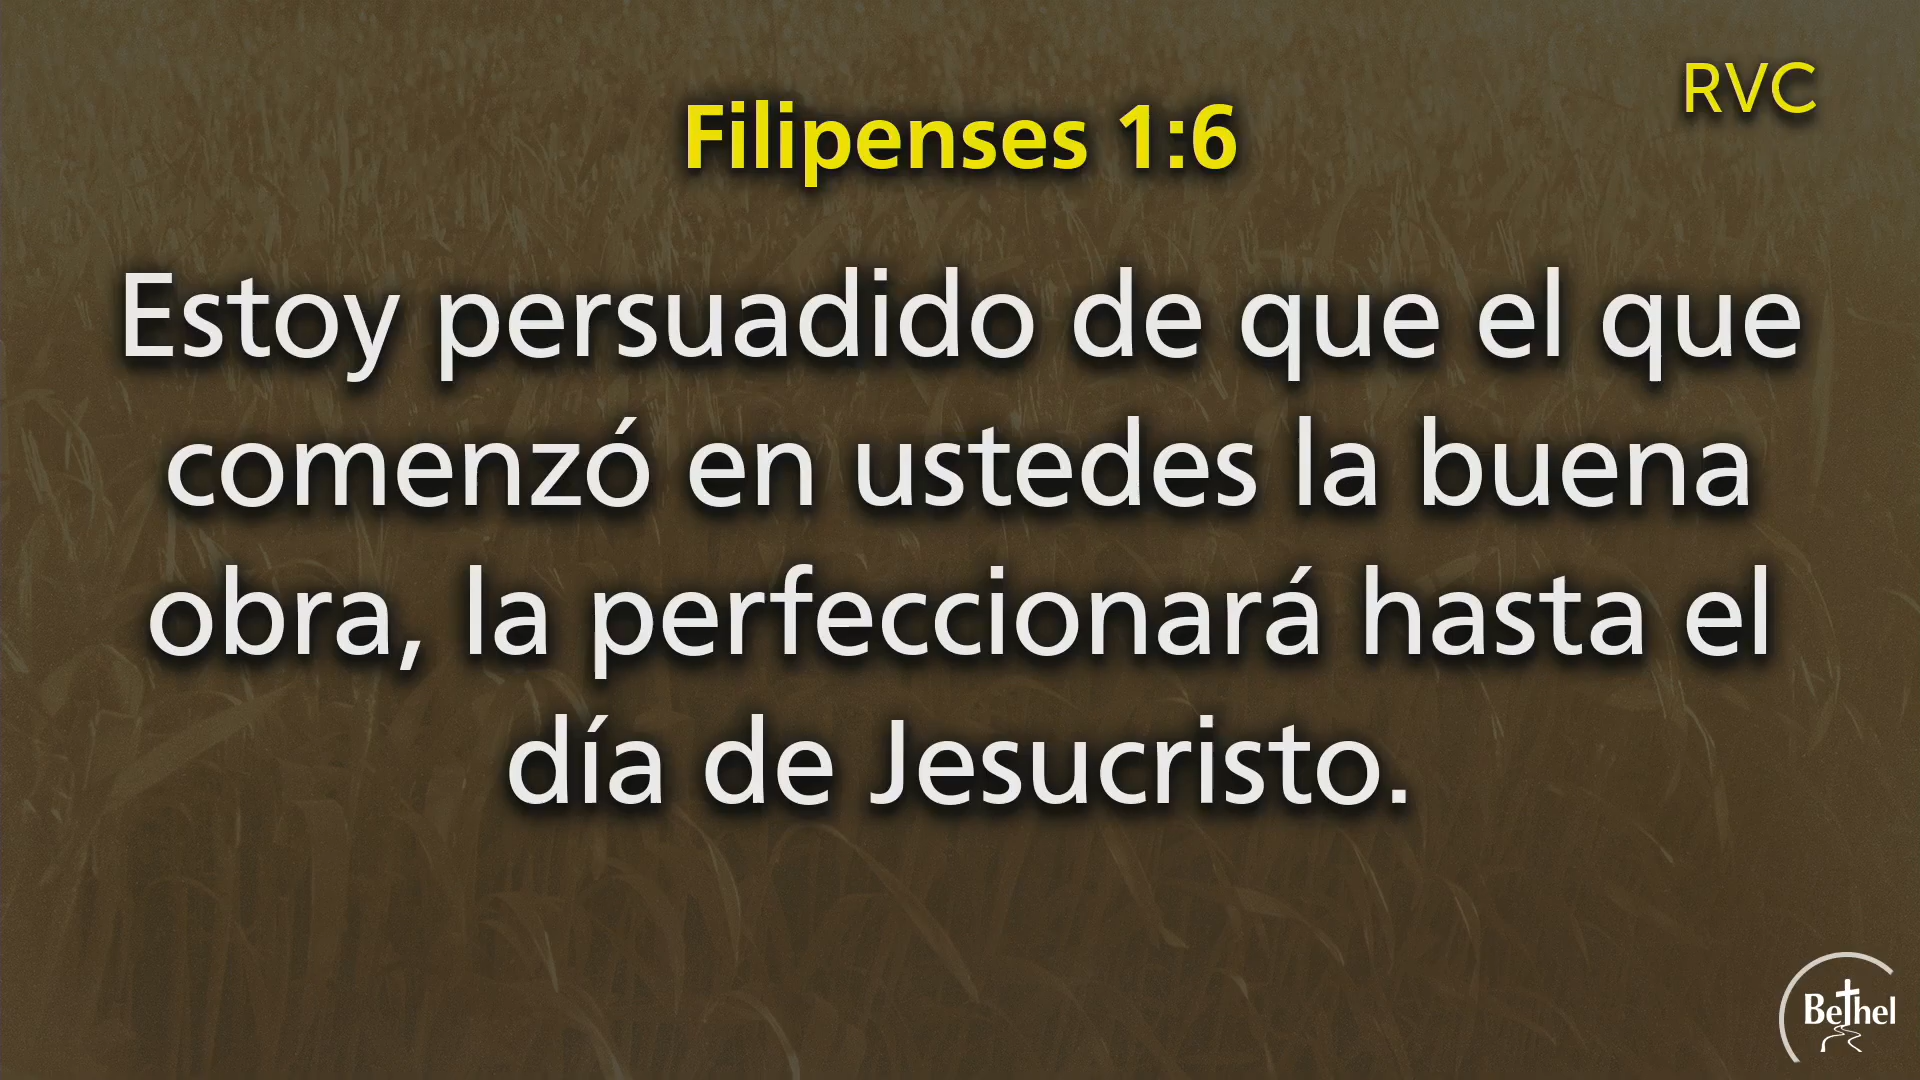 RVC
Filipenses 1:6
Estoy persuadido de que el que
comenzó en ustedes la buena
obra, la perfeccionará hasta el
día de Jesucristo.
Bethel